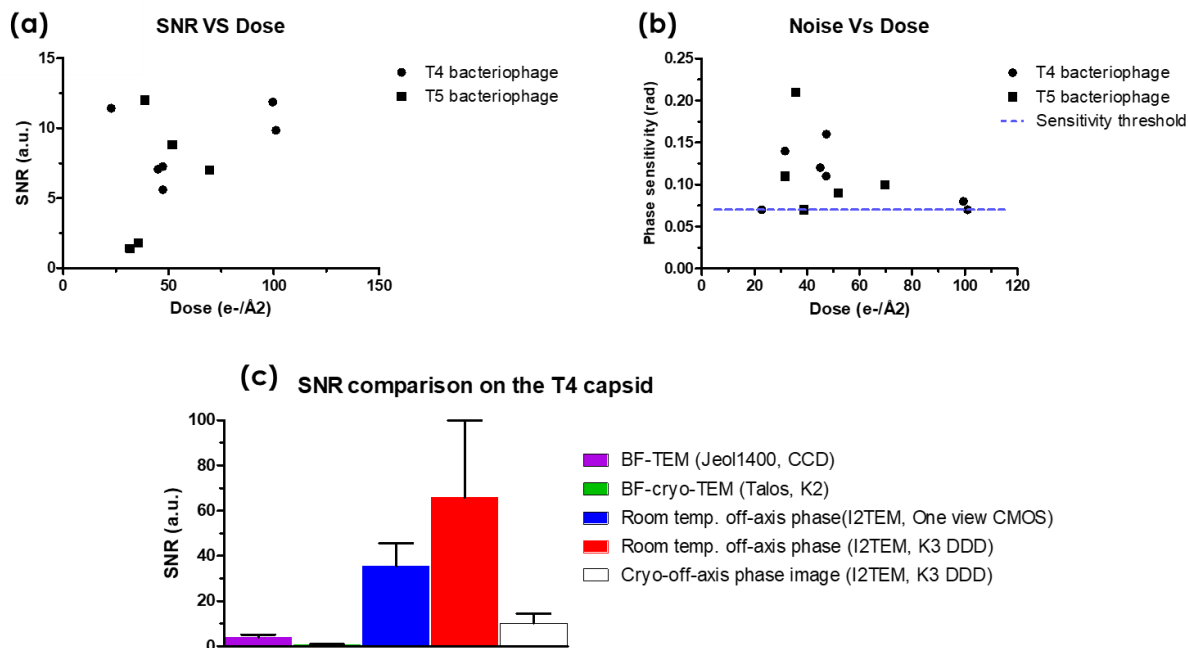 (a)
SNR VS Dose
15
10
5
0
SNR (a.u.)
0 50 100 150
Dose (e-/Å2)
T4 bacteriophage
T5 bacteriophage
(b)
Noise Vs Dose
0.25
0.20
0.15
0.10
0.05
0.00
Phase sensitivity (rad)
0 20 40 60 80 100 120
Dose (e-/Å2)
T4 bacteriophage
T5 bacteriophage
Sensitivity threshold
(c)
SNR comparison on the T4 capsid
100
80
60
40
20
0
SNR (a.u.)
BF-TEM (Jeol1400, CCD)
BF-cryo-TEM (Talos, K2)
Room temp. off-axis phase(I2TEM, One view CMOS)
Room temp. off-axis phase (I2TEM, K3 DDD)
Cryo-off-axis phase image (I2TEM, K3 DDD)